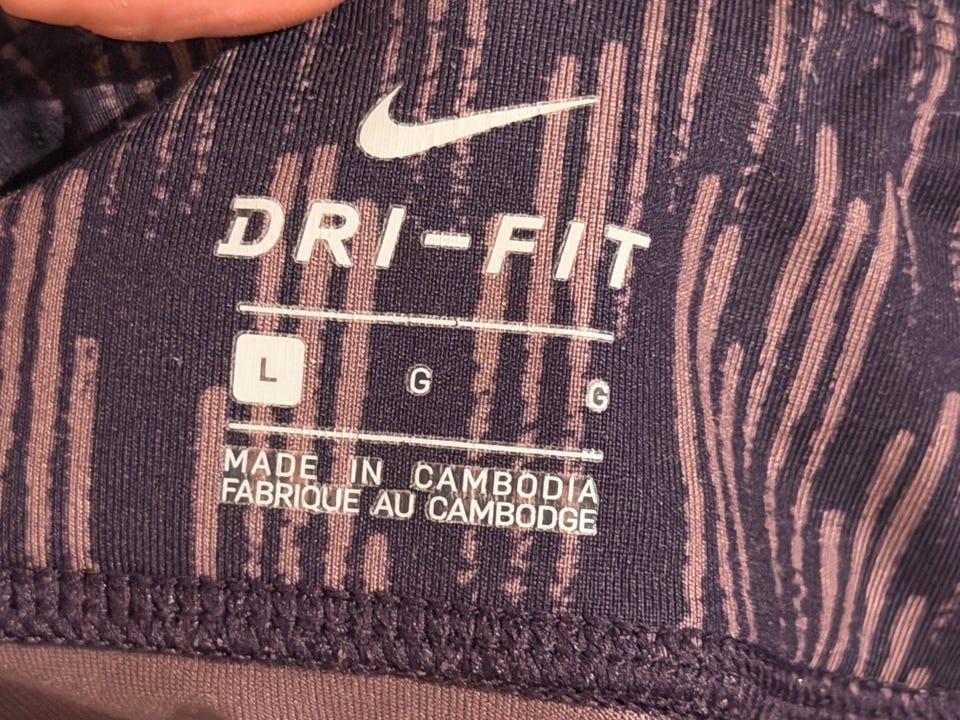 DRI-FIT
L G G
MADE IN CAMBODIA
FABRIQUE AU CAMBODGE